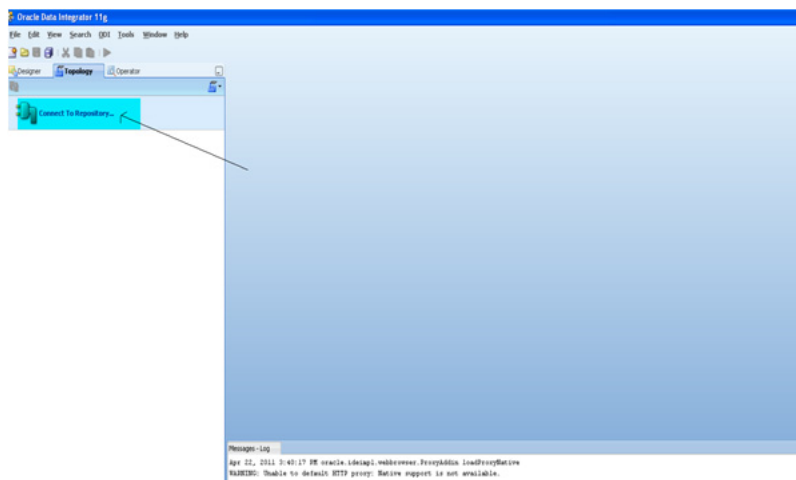 Oracle Data Integrator 11g
File Edit View Search ODI Tools Window Help
Designer Topology Operator
Connect To Repository...
Messages - Log
Apr 22, 2011 3:40:17 PM oracle.ideimpl.webbrowser.ProxyAddin loadProxyNative
WARNING: Unable to default HTTP proxy: Native support is not available.